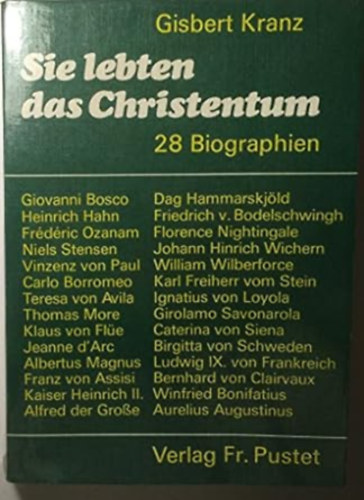 Gisbert Kranz
Sie lebten
das Christentum
28 Biographien
Giovanni Bosco
Heinrich Hahn
Frédéric Ozanam
Niels Stensen
Vinzenz von Paul
Carlo Borromeo
Teresa von Avila
Thomas More
Klaus von Flüe
Jeanne d'Arc
Albertus Magnus
Franz von Assisi
Kaiser Heinrich II.
Alfred der Große
Dag Hammarskjöld
Friedrich v. Bodelschwingh
Florence Nightingale
Johann Hinrich Wichern
William Wilberforce
Karl Freiherr vom Stein
Ignatius von Loyola
Girolamo Savonarola
Caterina von Siena
Birgitta von Schweden
Ludwig IX. von Frankreich
Bernhard von Clairvaux
Winfried Bonifatius
Aurelius Augustinus
Verlag Fr. Pustet